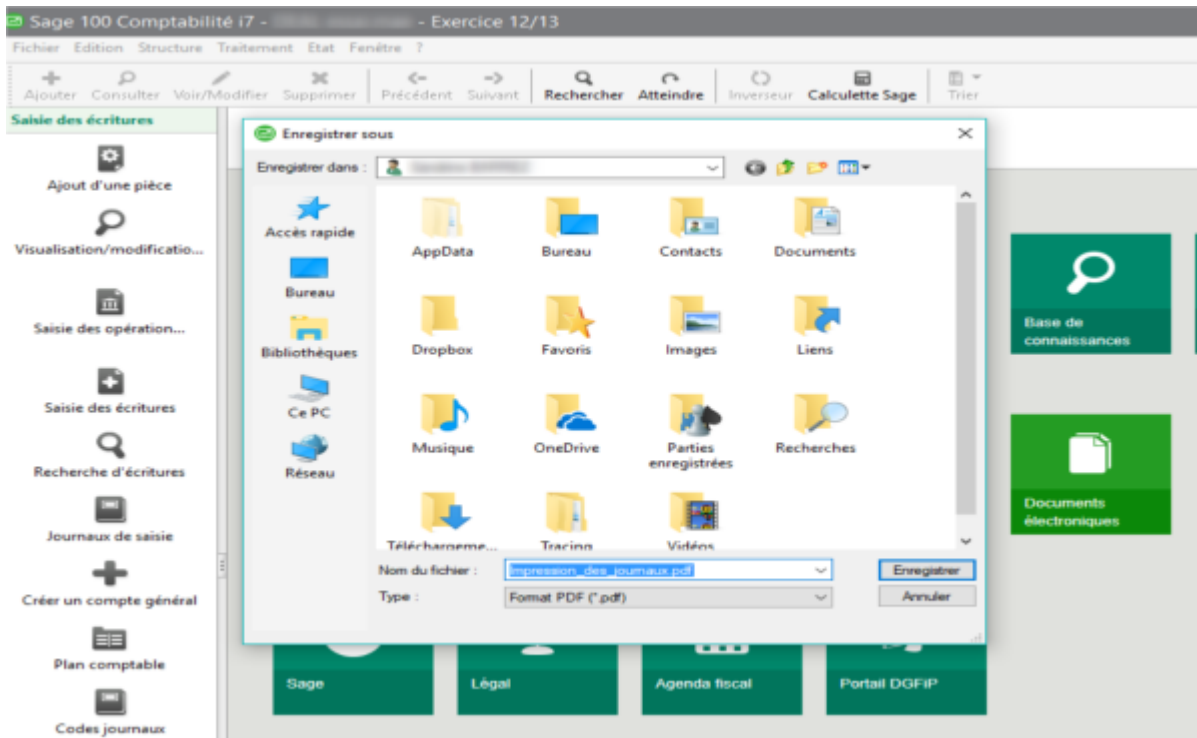 Sage 100 Comptabilité i7 - - Exercice 12/13
Fichier Edition Structure Traitement Etat Fenêtre ?
Ajouter Consulter Voir/Modifier Supprimer Précédent Suivant Rechercher Atteindre Inverseur Calculette Sage Trier
Saisie des écritures
Ajout d'une pièce
Visualisation/modificatio...
Saisie des opération...
Saisie des écritures
Recherche d'écritures
Journaux de saisie
Créer un compte général
Plan comptable
Codes journaux
Enregistrer sous
Enregistrer dans :
Accès rapide
Bureau
Bibliothèques
Ce PC
Réseau
AppData Bureau Contacts Documents
Dropbox Favoris Images Liens
Musique OneDrive Parties enregistrées Recherches
Télechargeme... Tracing Vidéos
Nom du fichier : Impression_des_journaux.pdf Enregistrer
Type : Format PDF (*.pdf) Annuler
Base de
connaissances
Documents
électroniques
Sage Légal Agenda fiscal Portail DGFiP